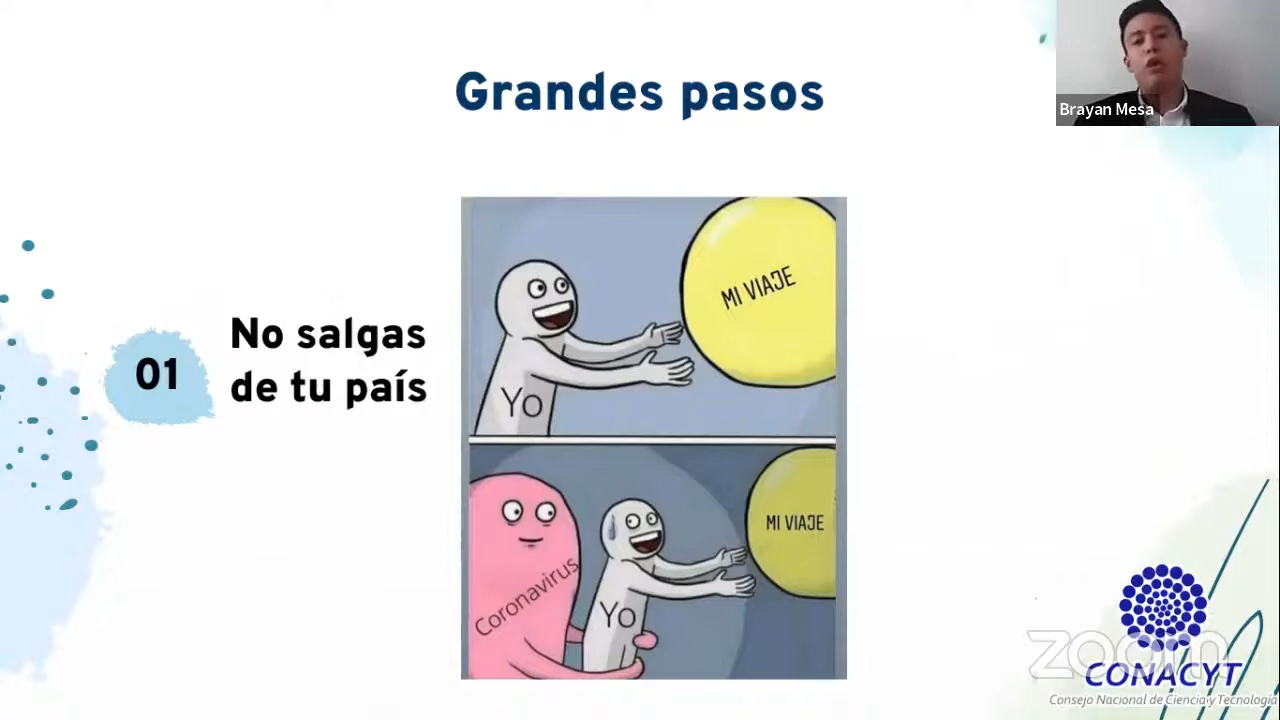 Grandes pasos
Brayan Mesa
01
No salgas
de tu país
MI VIAJE
Yo
MI VIAJE
Coronavirus
Yo
zoom
CONACYT
Consejo Nacional de Ciencia y Tecnología